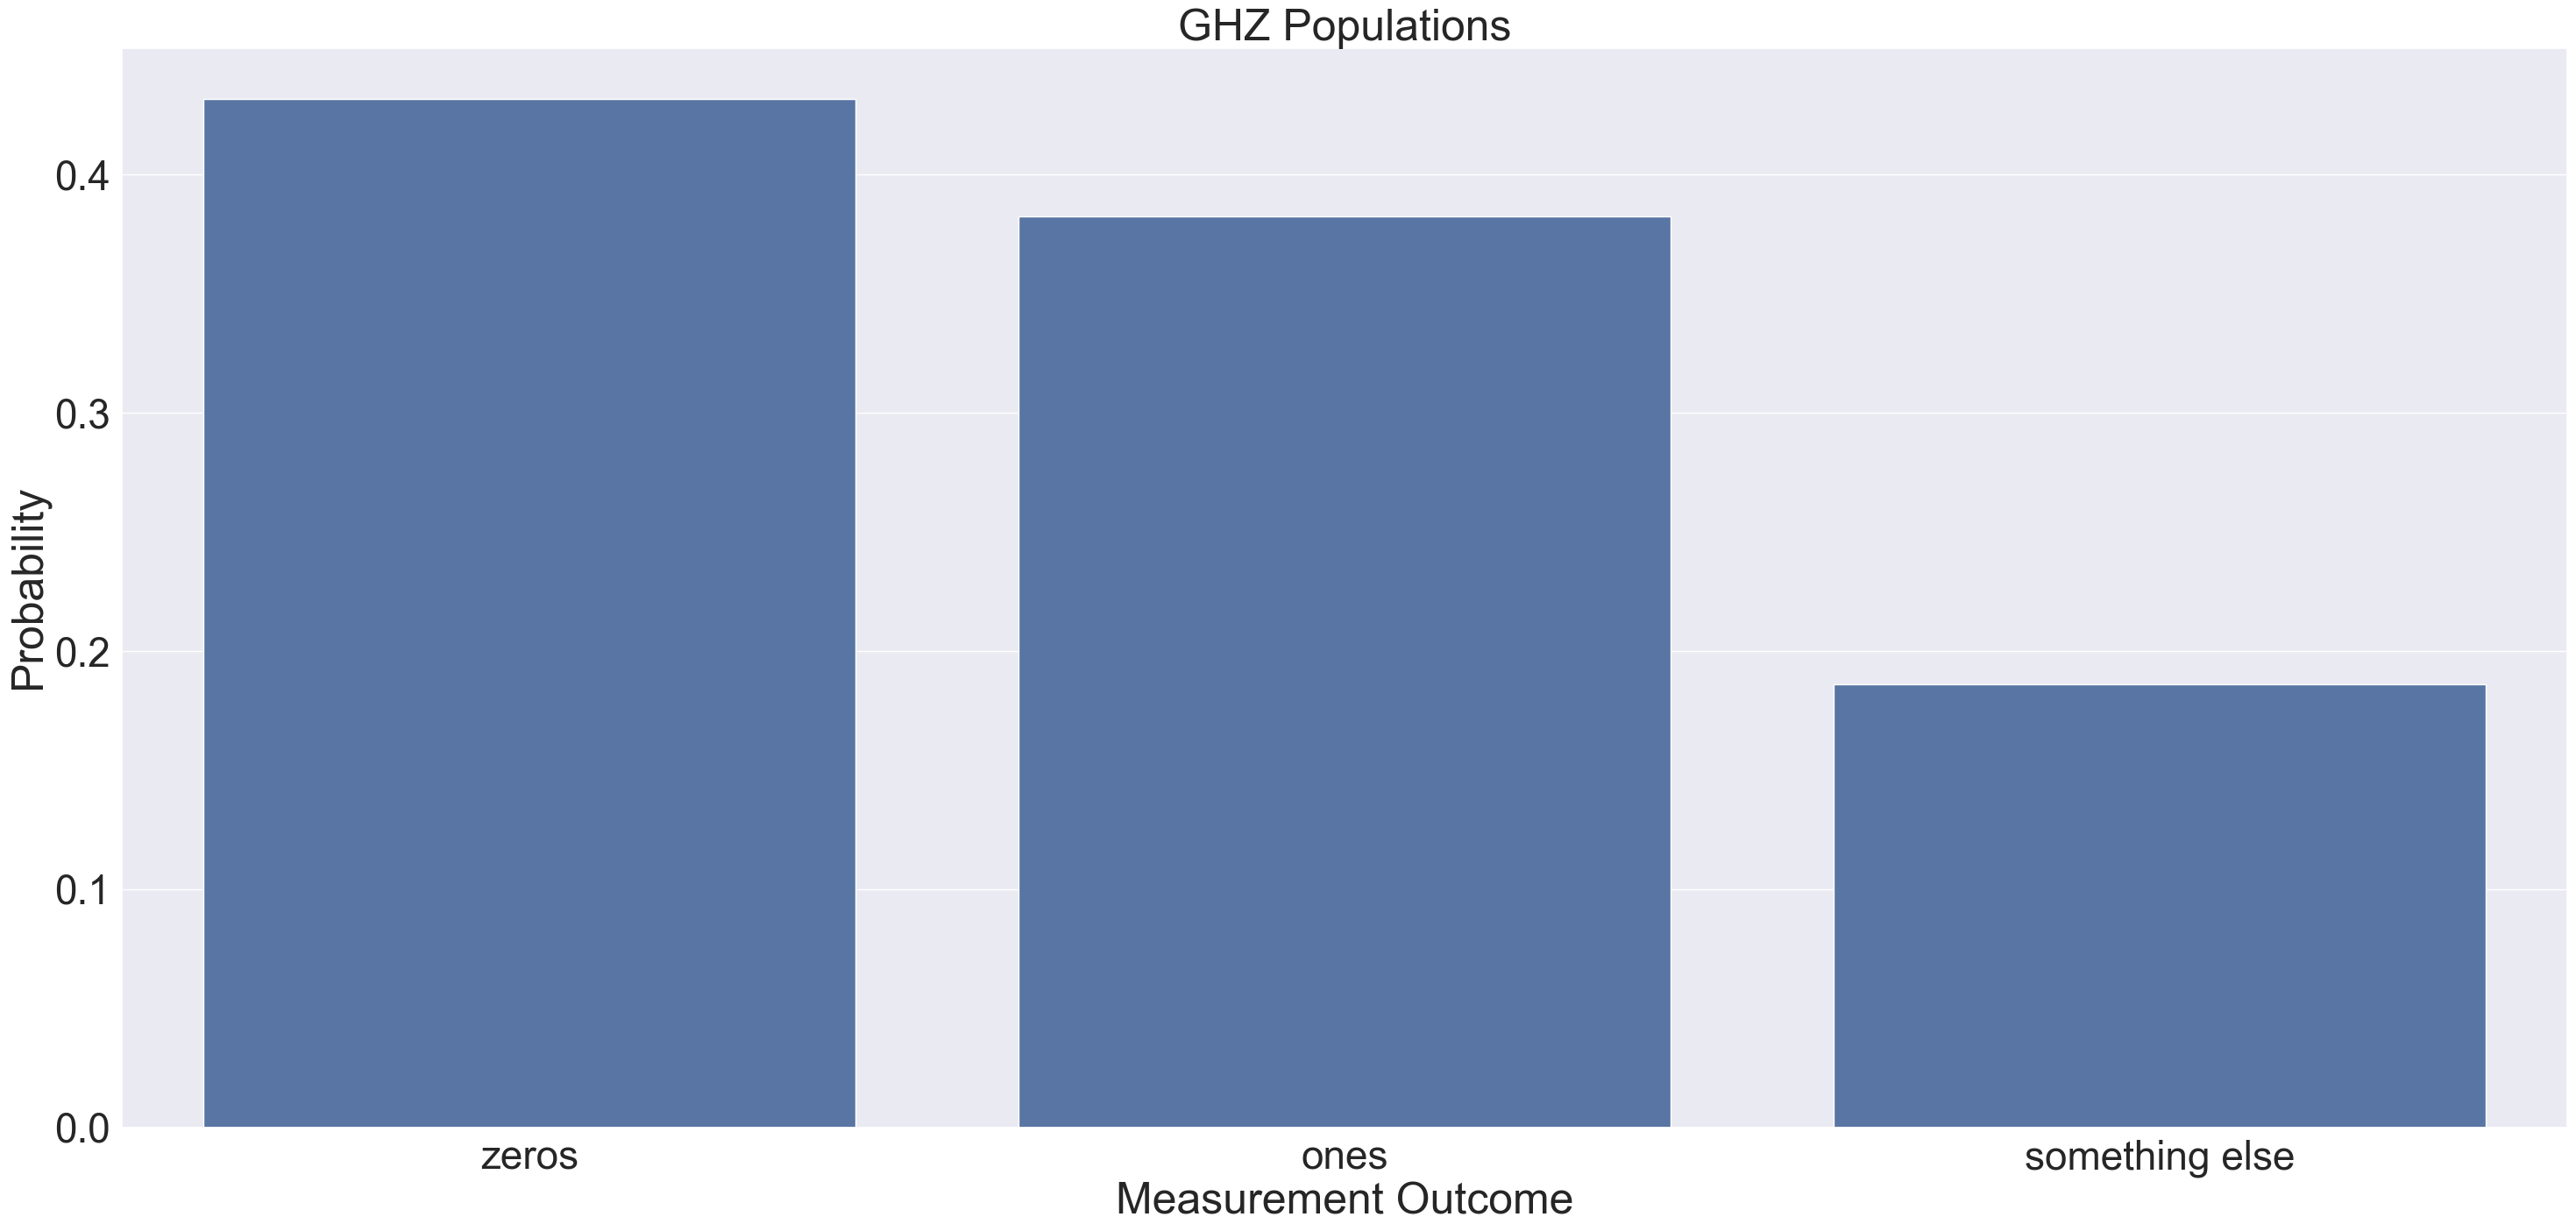 GHZ Populations
Probability
0.4
0.3
0.2
0.1
0.0
zeros
ones
something else
Measurement Outcome